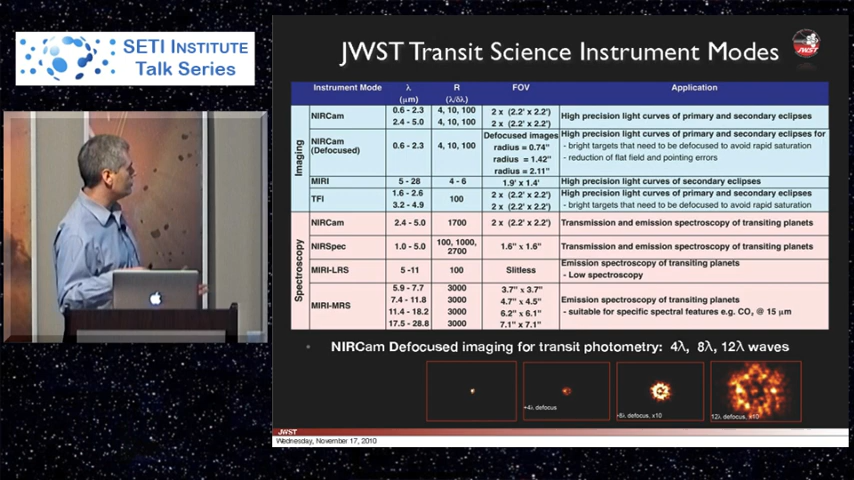 SETI INSTITUTE
Talk Series
JWST Transit Science Instrument Modes
JWST
Instrument Mode λ (μm) R (λ/δλ) FOV Application
Imaging
NIRCam 0.6 - 2.3 4, 10, 100 2 x (2.2' x 2.2') High precision light curves of primary and secondary eclipses
2.4 - 5.0 4, 10, 100 2 x (2.2' x 2.2')
NIRCam (Defocused) 0.6 - 2.3 4, 10, 100 Defocused images High precision light curves of primary and secondary eclipses for
radius = 0.74" - bright targets that need to be defocused to avoid rapid saturation
radius = 1.42" - reduction of flat field and pointing errors
radius = 2.11"
MIRI 5 - 28 4 - 6 1.9' x 1.4' High precision light curves of secondary eclipses
TFI 1.6 - 2.6 100 2 x (2.2' x 2.2') High precision light curves of primary and secondary eclipses
3.2 - 4.9 2 x (2.2' x 2.2') - bright targets that need to be defocused to avoid rapid saturation
Spectroscopy
NIRCam 2.4 - 5.0 1700 2 x (2.2' x 2.2') Transmission and emission spectroscopy of transiting planets
NIRSpec 1.0 - 5.0 100, 1000, 2700 1.6" x 1.6" Transmission and emission spectroscopy of transiting planets
MIRI-LRS 5 -11 100 Slitless Emission spectroscopy of transiting planets
- Low spectroscopy
MIRI-MRS 5.9 - 7.7 3000 3.7" x 3.7"
7.4 - 11.8 3000 4.7" x 4.5" Emission spectroscopy of transiting planets
11.4 - 18.2 3000 6.2" x 6.1" - suitable for specific spectral features e.g. CO₂ @ 15 μm
17.5 - 28.8 3000 7.1" x 7.1"
• NIRCam Defocused imaging for transit photometry: 4λ, 8λ, 12λ waves
+4λ defocus
-8λ defocus, x10
12λ defocus, x10
JWST
Wednesday, November 17, 2010